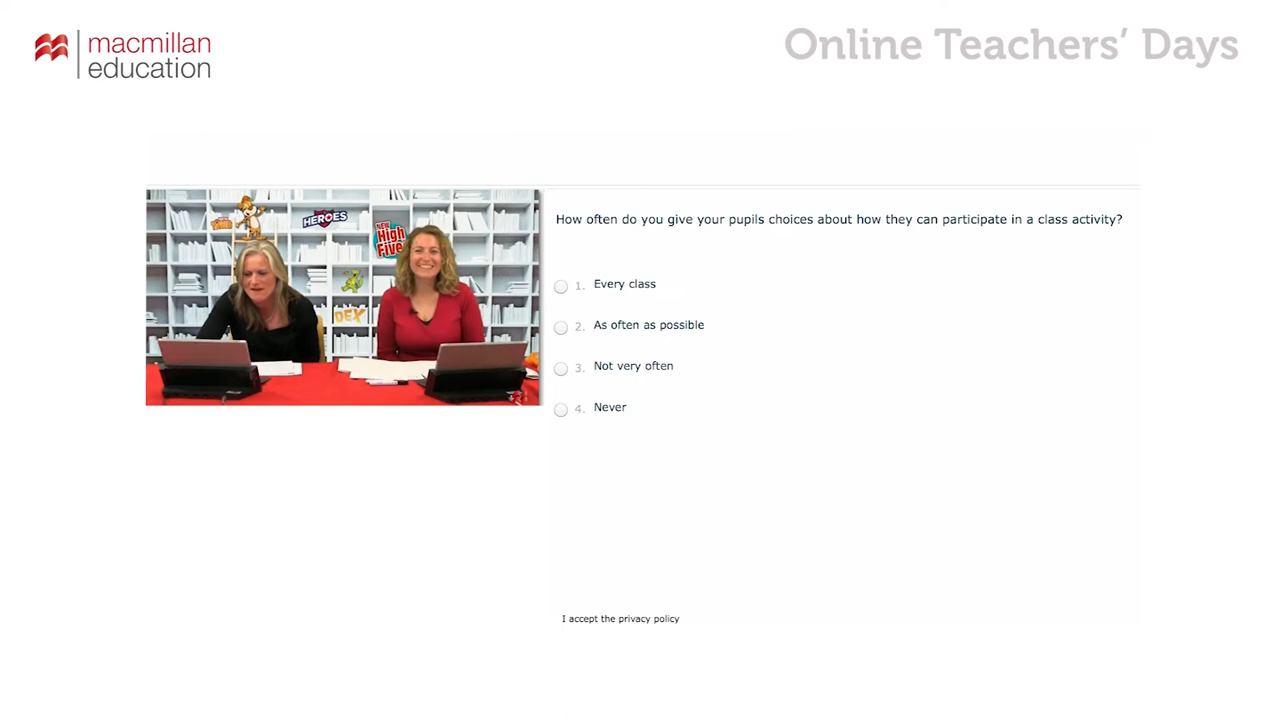 macmillan
education
Online Teachers' Days
HEROES
NEW
High
Five
DEX
How often do you give your pupils choices about how they can participate in a class activity?
1. Every class
2. As often as possible
3. Not very often
4. Never
I accept the privacy policy